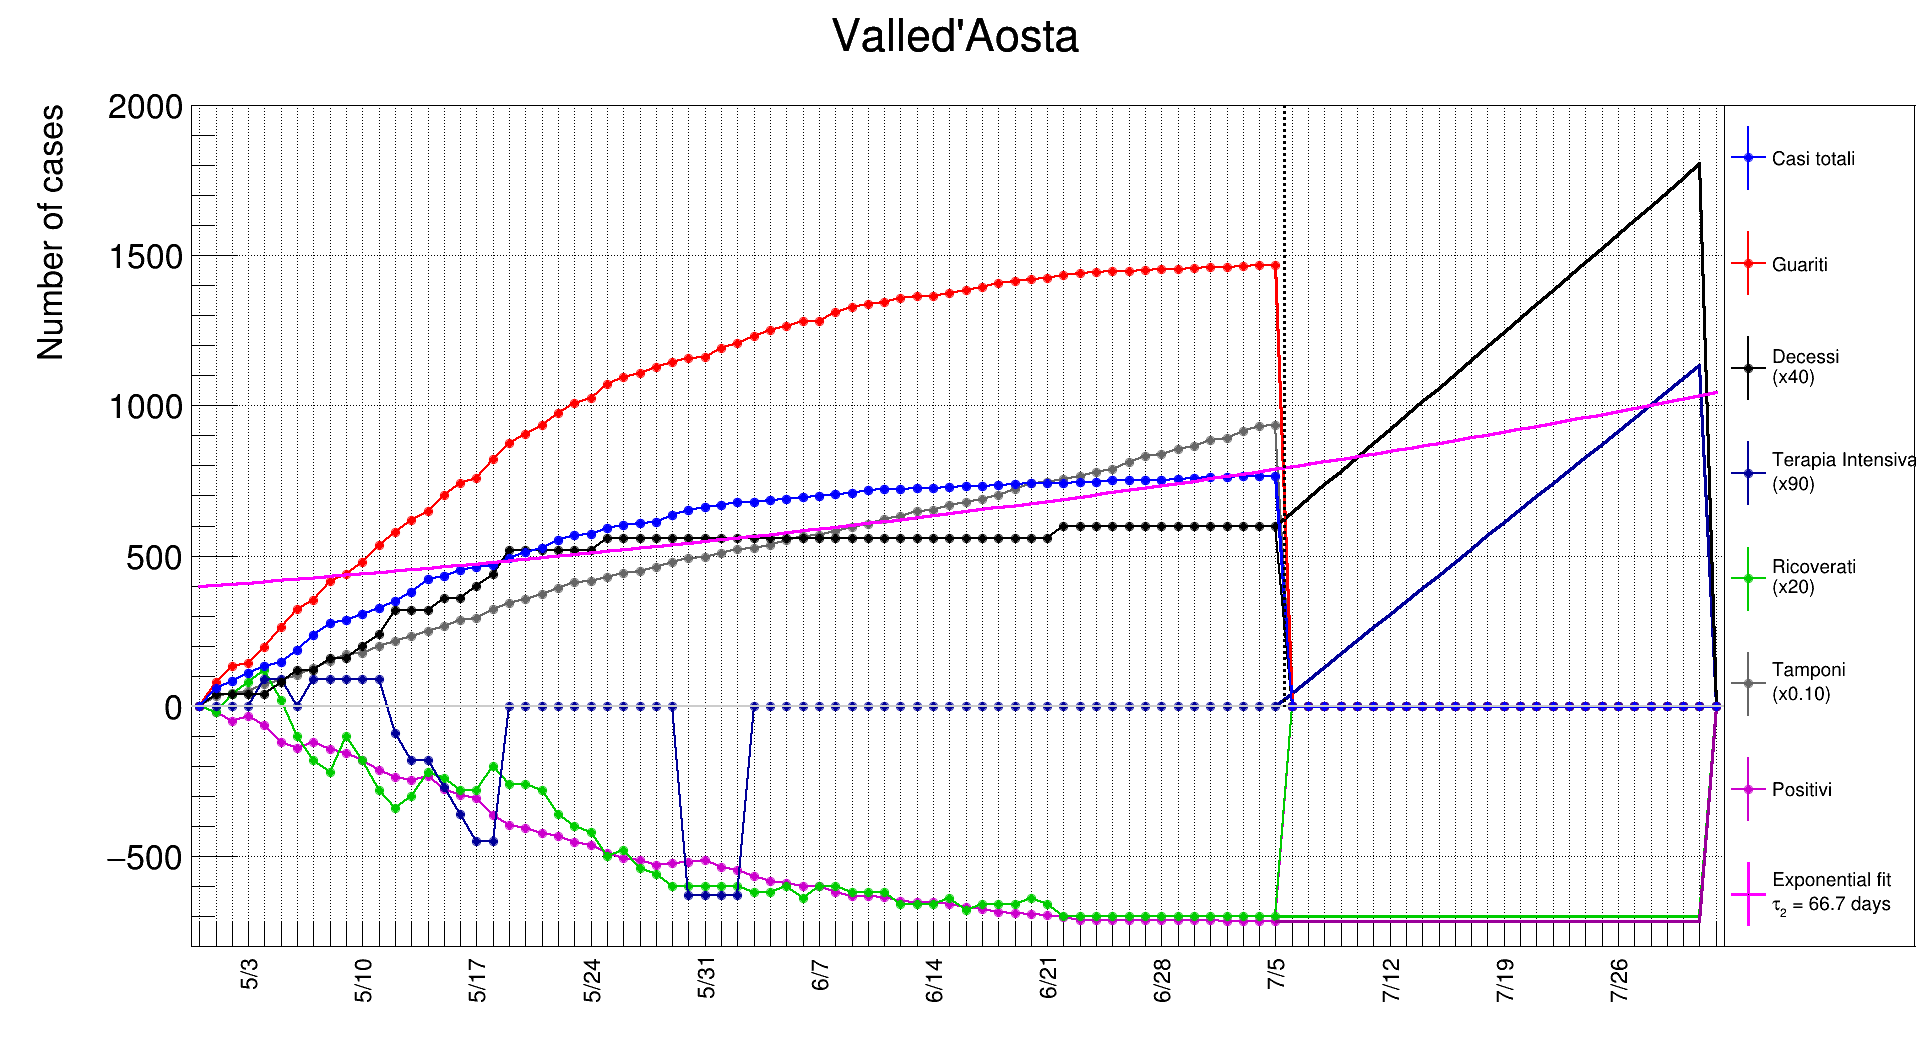 Valled'Aosta
Number of cases
2000
1500
1000
500
0
−500
5/3
5/10
5/17
5/24
5/31
6/7
6/14
6/21
6/28
7/5
7/12
7/19
7/26
Casi totali
Guariti
Decessi
(x40)
Terapia Intensiva
(x90)
Ricoverati
(x20)
Tamponi
(x0.10)
Positivi
Exponential fit
τ2 = 66.7 days